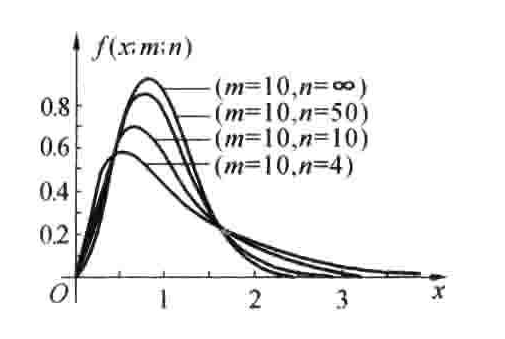 f(x;m;n)
(m=10,n=∞)
(m=10,n=50)
(m=10,n=10)
(m=10,n=4)
0.8
0.6
0.4
0.2
O
1
2
3
x